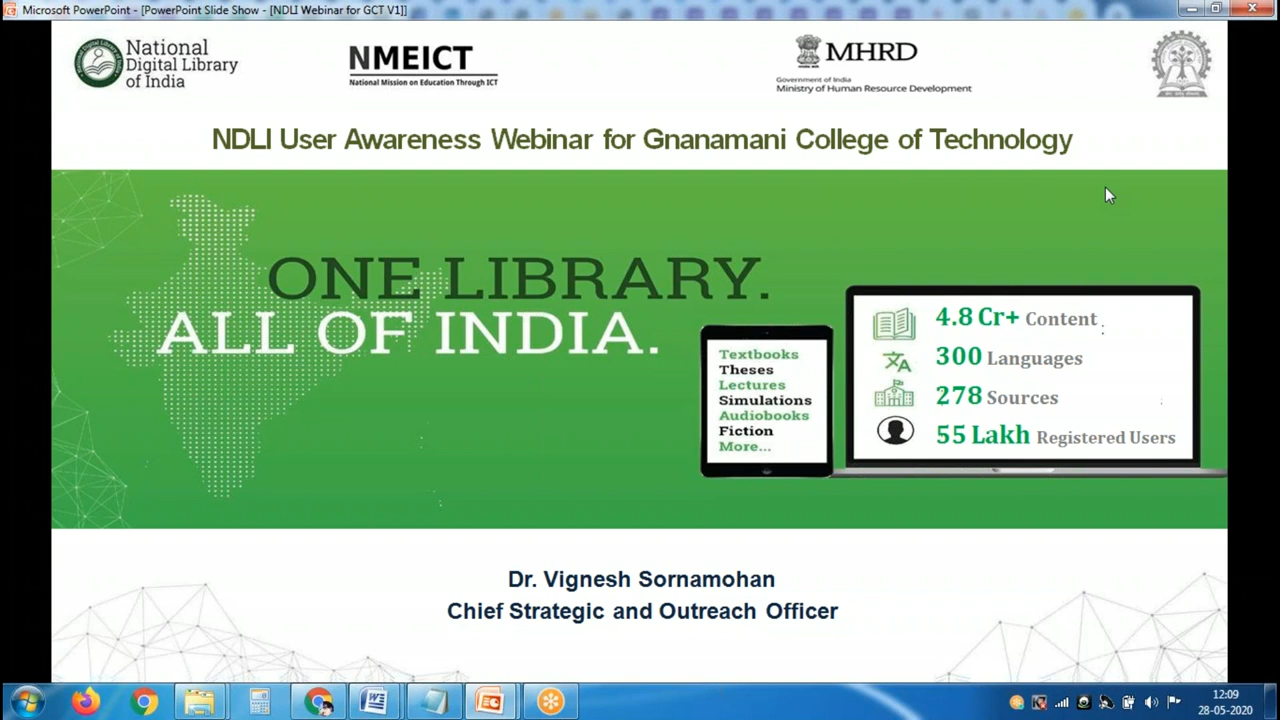 Microsoft PowerPoint - [PowerPoint Slide Show - [NDLI Webinar for GCT V1]]
National
Digital Library
of India
NMEICT
National Mission on Education Through ICT
MHRD
Government of India
Ministry of Human Resource Development
NDLI User Awareness Webinar for Gnanamani College of Technology
ONE LIBRARY.
ALL OF INDIA.
Textbooks
Theses
Lectures
Simulations
Audiobooks
Fiction
More...
4.8 Cr+ Content
300 Languages
278 Sources
55 Lakh Registered Users
Dr. Vignesh Sornamohan
Chief Strategic and Outreach Officer
12:09
28-05-2020